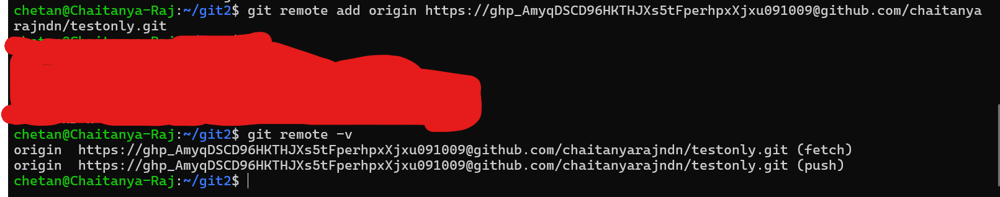 chetan@Chaitanya-Raj:~/git2$ git remote add origin https://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@github.com/chaitanya
rajndn/testonly.git
chetan@Chaitanya-Raj:~/git2$ git remote -v
origin  https://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@github.com/chaitanyarajndn/testonly.git (fetch)
origin  https://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@github.com/chaitanyarajndn/testonly.git (push)
chetan@Chaitanya-Raj:~/git2$